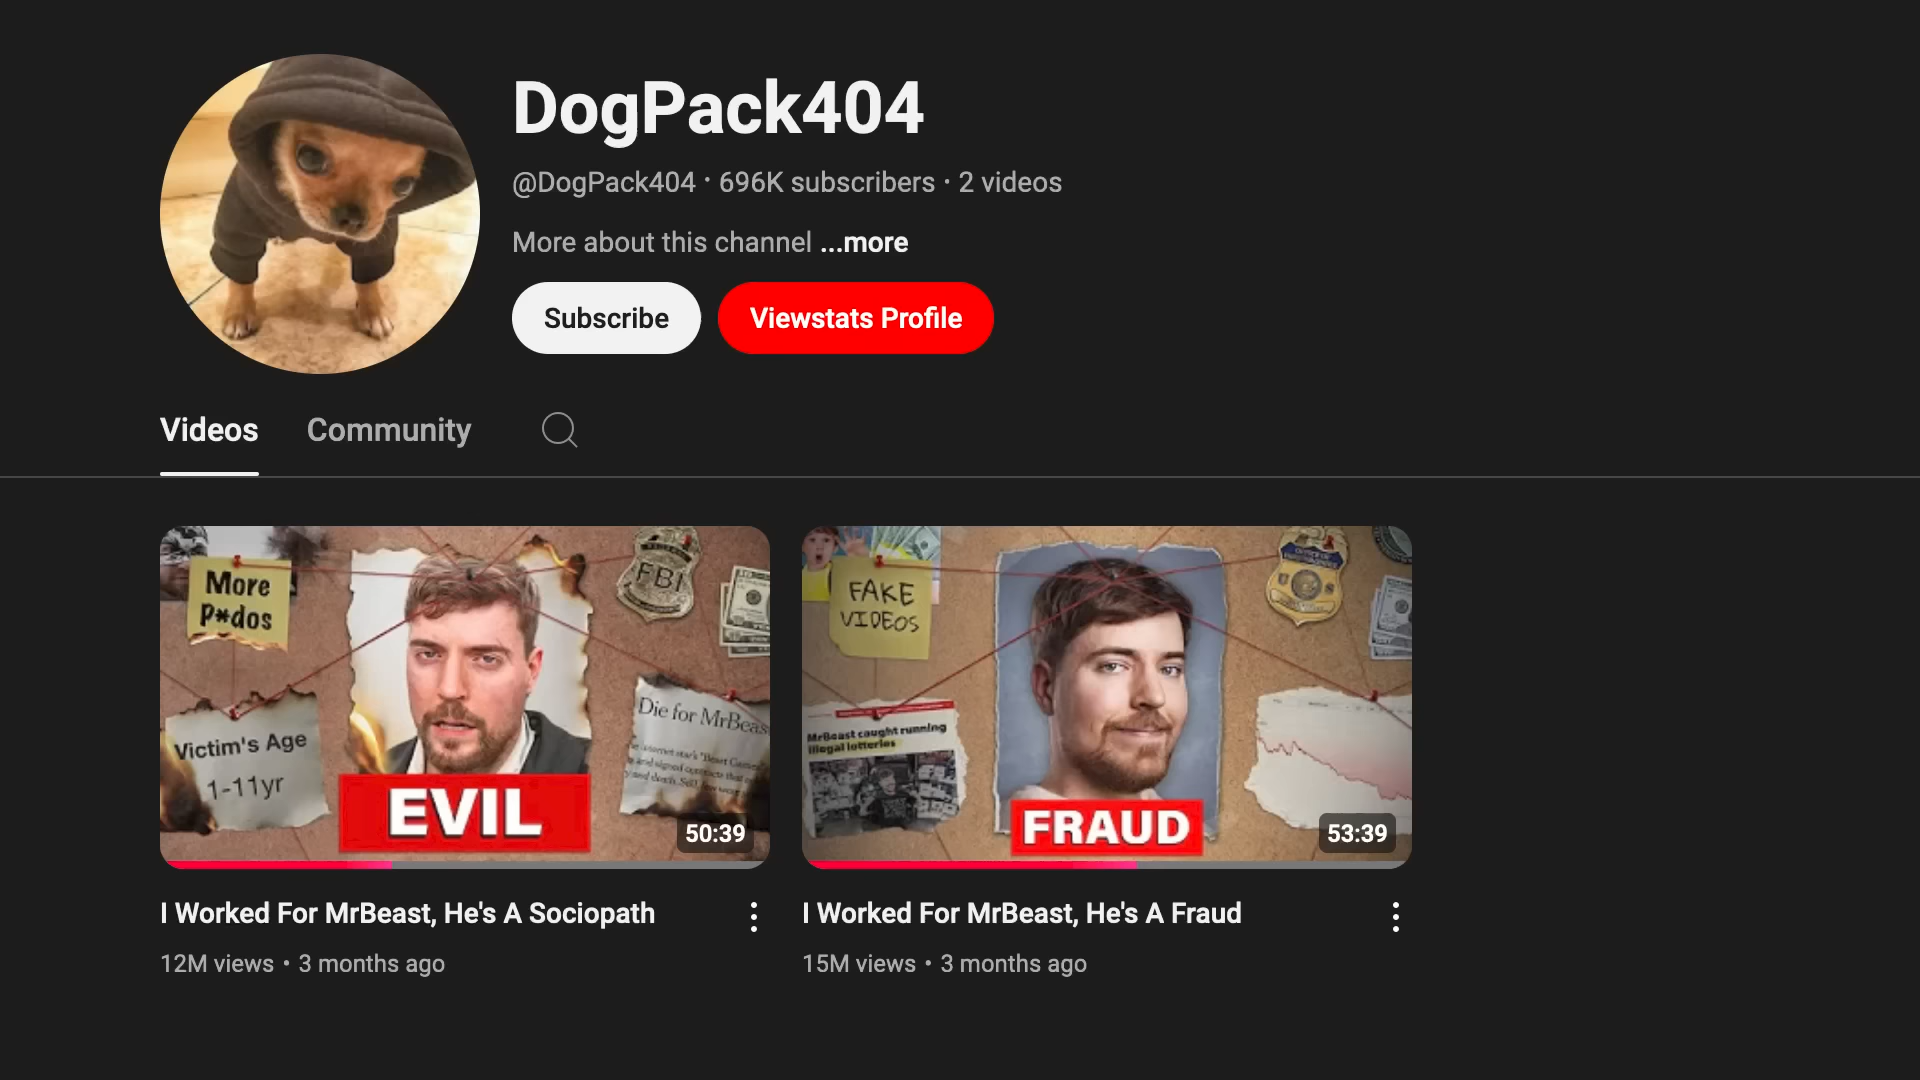 DogPack404
@DogPack404 · 696K subscribers · 2 videos
More about this channel ...more
Subscribe
Viewstats Profile
Videos
Community
More
P*dos
FBI
Victim's Age
1-11yr
Die for MrBeast
EVIL
50:39
FAKE
VIDEOS
MrBeast caught running
illegal lotteries
FRAUD
53:39
I Worked For MrBeast, He's A Sociopath
12M views · 3 months ago
I Worked For MrBeast, He's A Fraud
15M views · 3 months ago